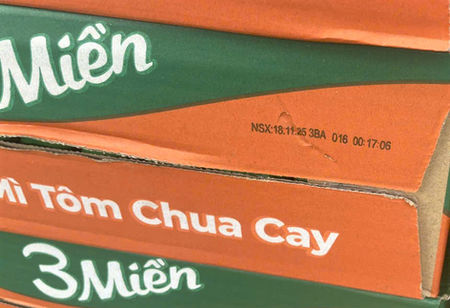 Miền
NSX:18.11.25 3BA 016 00:17:06
Mì Tôm Chua Cay
3 Miền